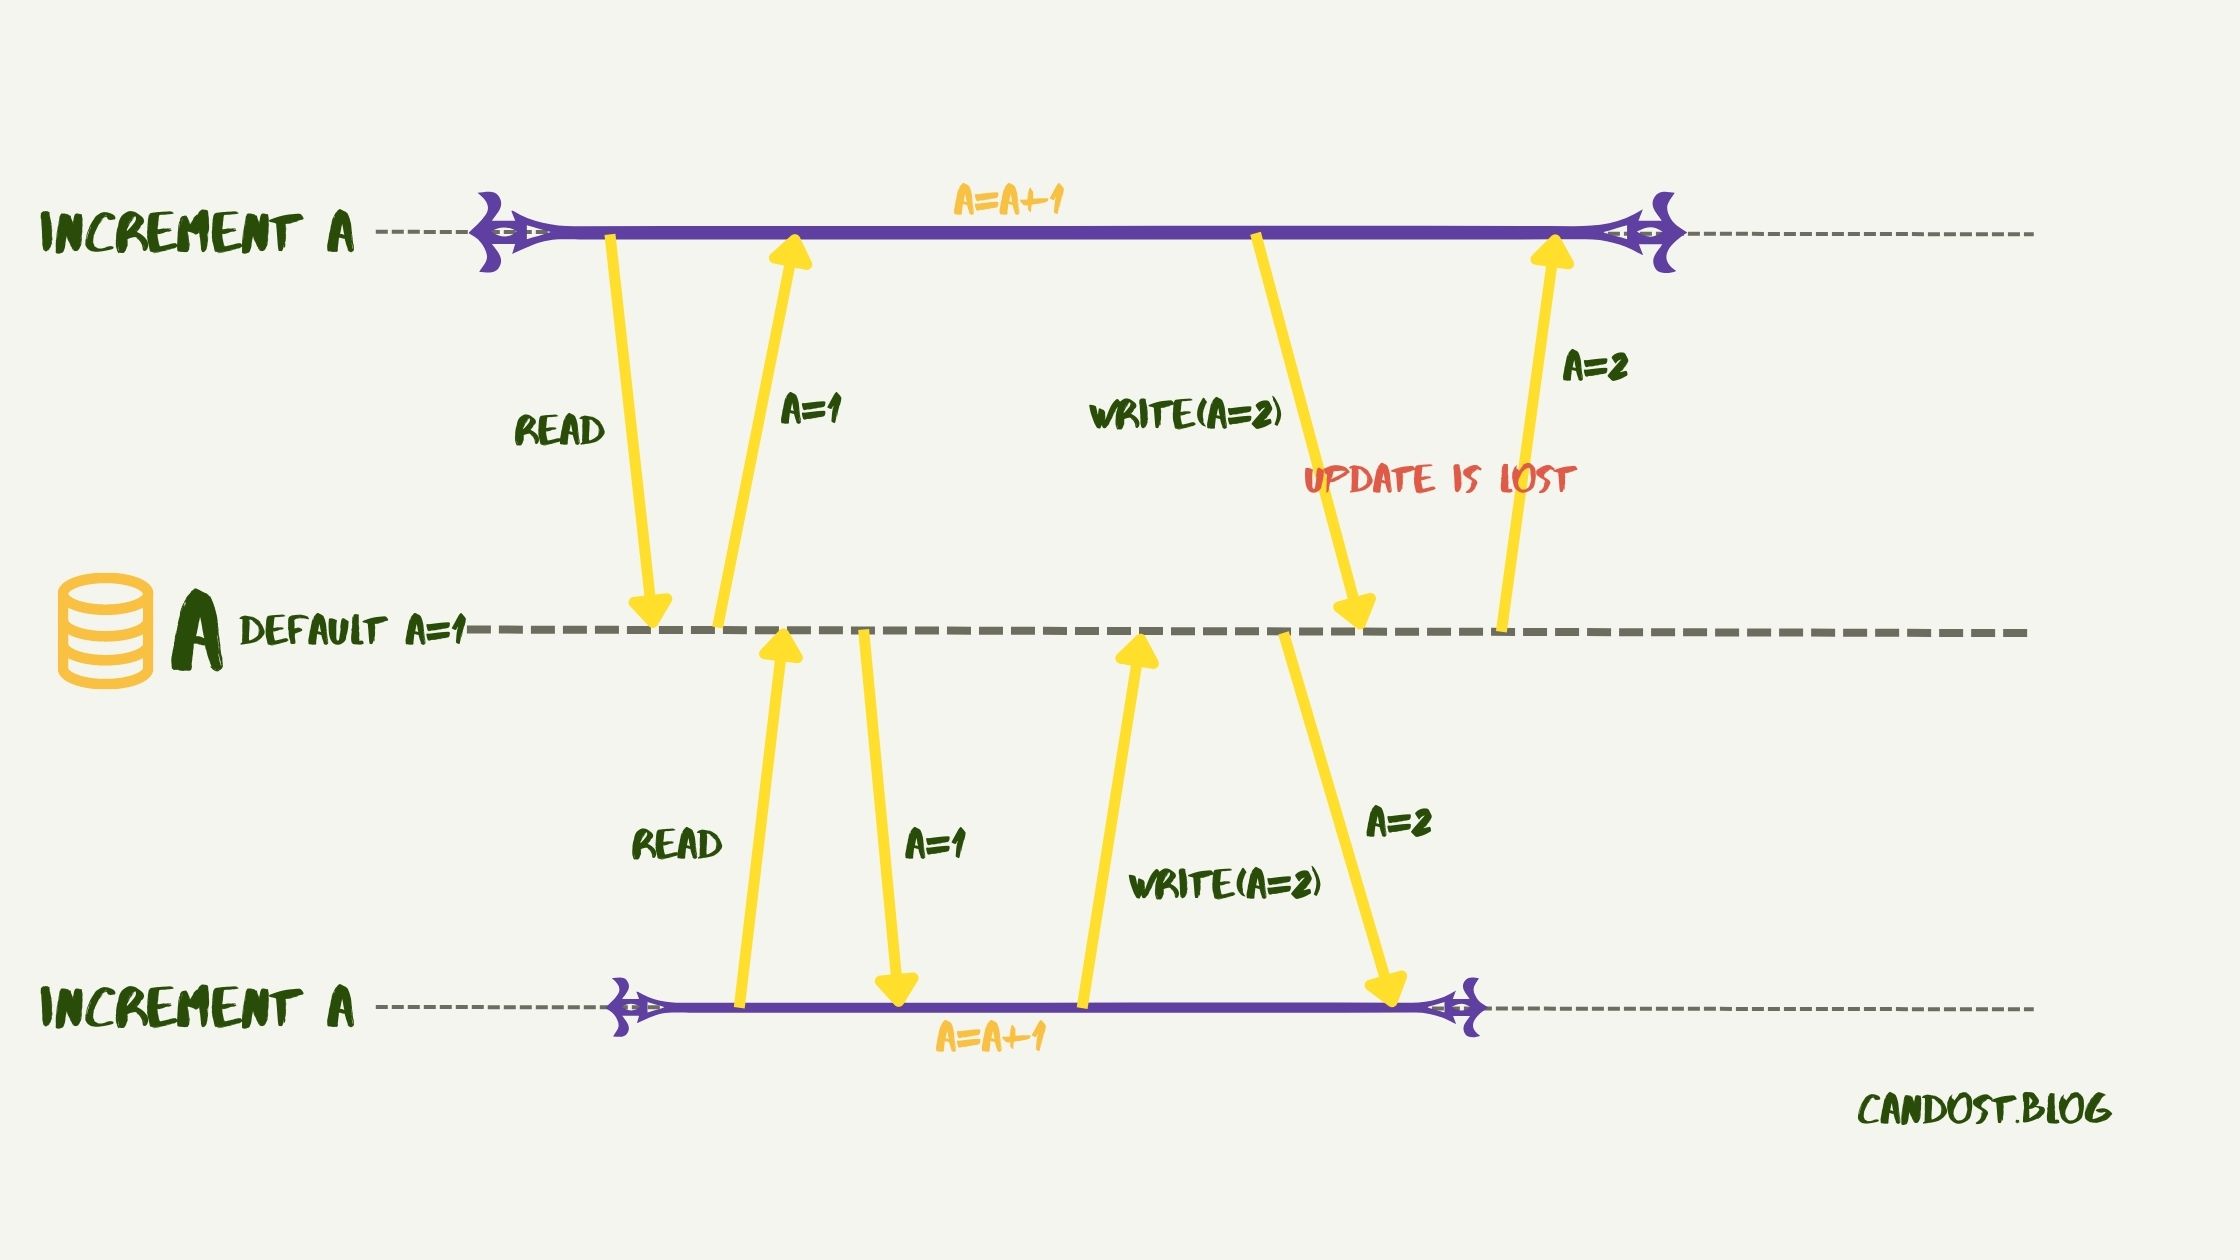 A=A+1
INCREMENT A
A=2
A=1
WRITE(A=2)
READ
UPDATE IS LOST
A DEFAULT A=1
A=2
READ
A=1
WRITE(A=2)
INCREMENT A
A=A+1
CANDOST.BLOG